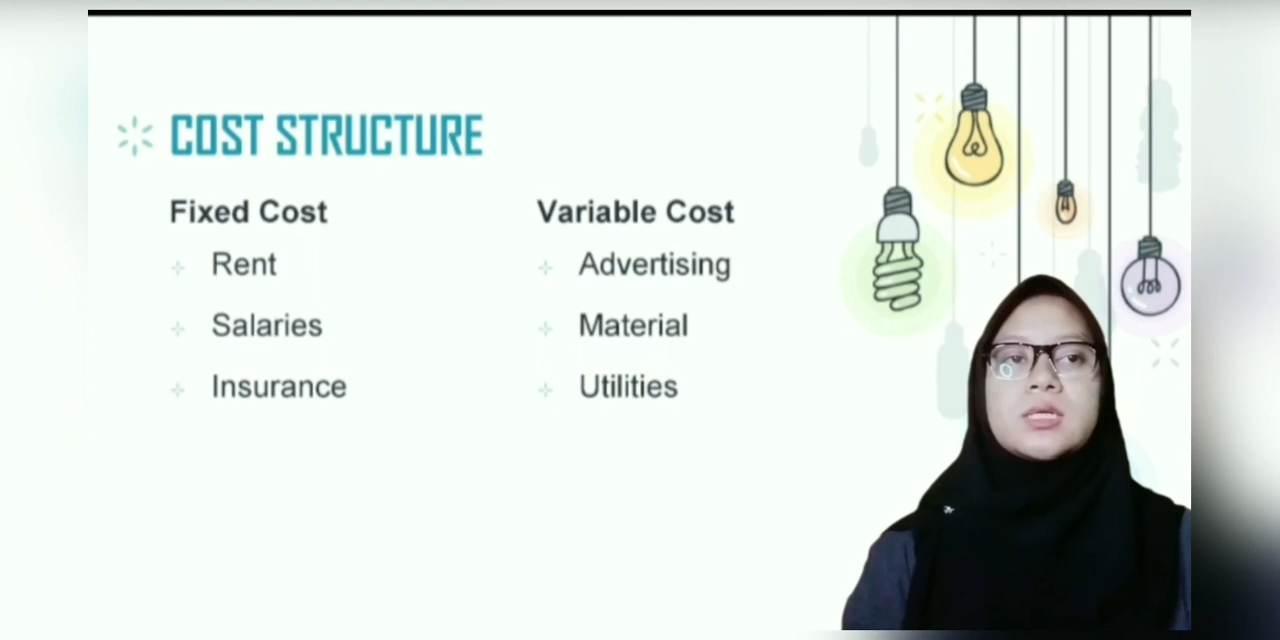 COST STRUCTURE
Fixed Cost
Rent
Salaries
Insurance
Variable Cost
Advertising
Material
Utilities